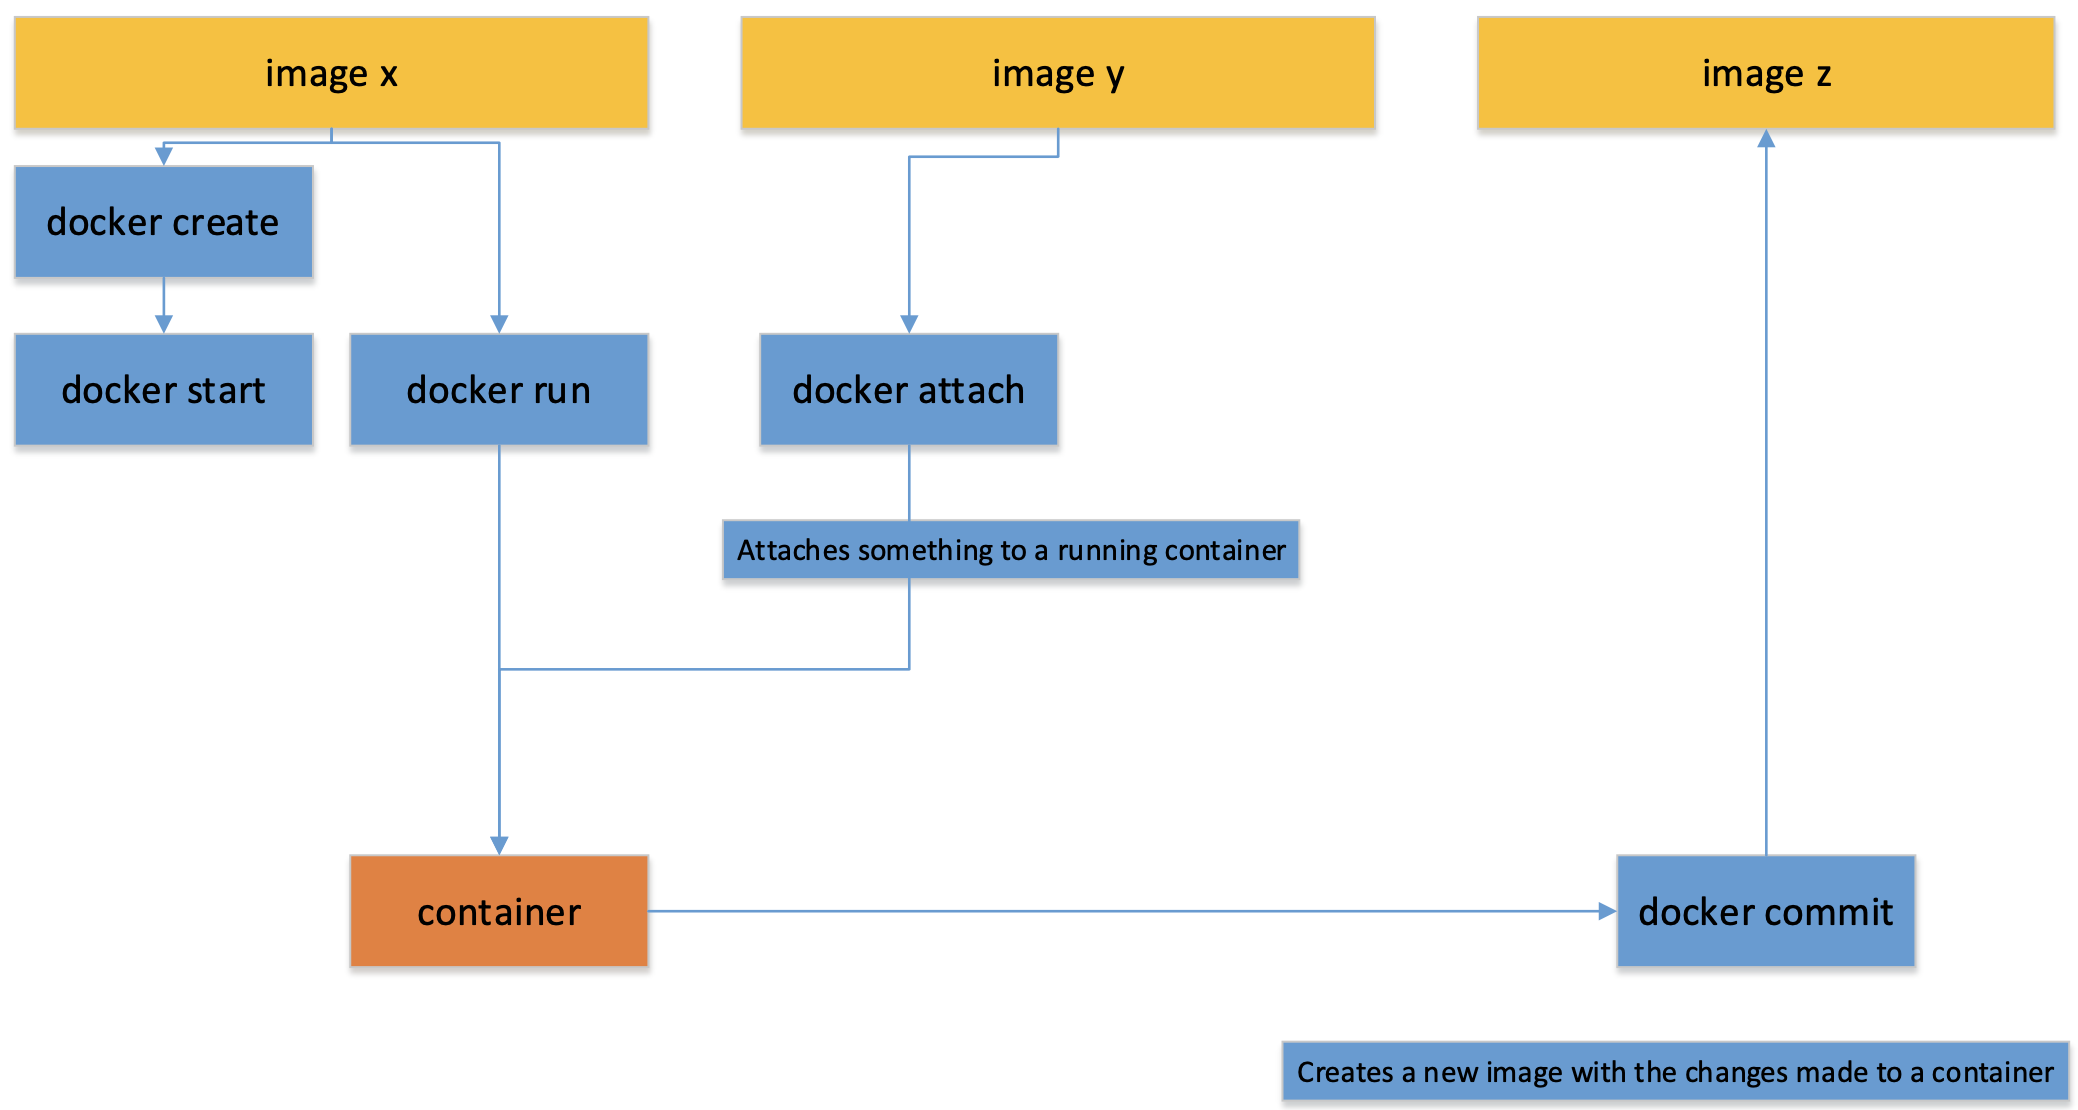 image x
image y
image z
docker create
docker start
docker run
docker attach
Attaches something to a running container
container
docker commit
Creates a new image with the changes made to a container